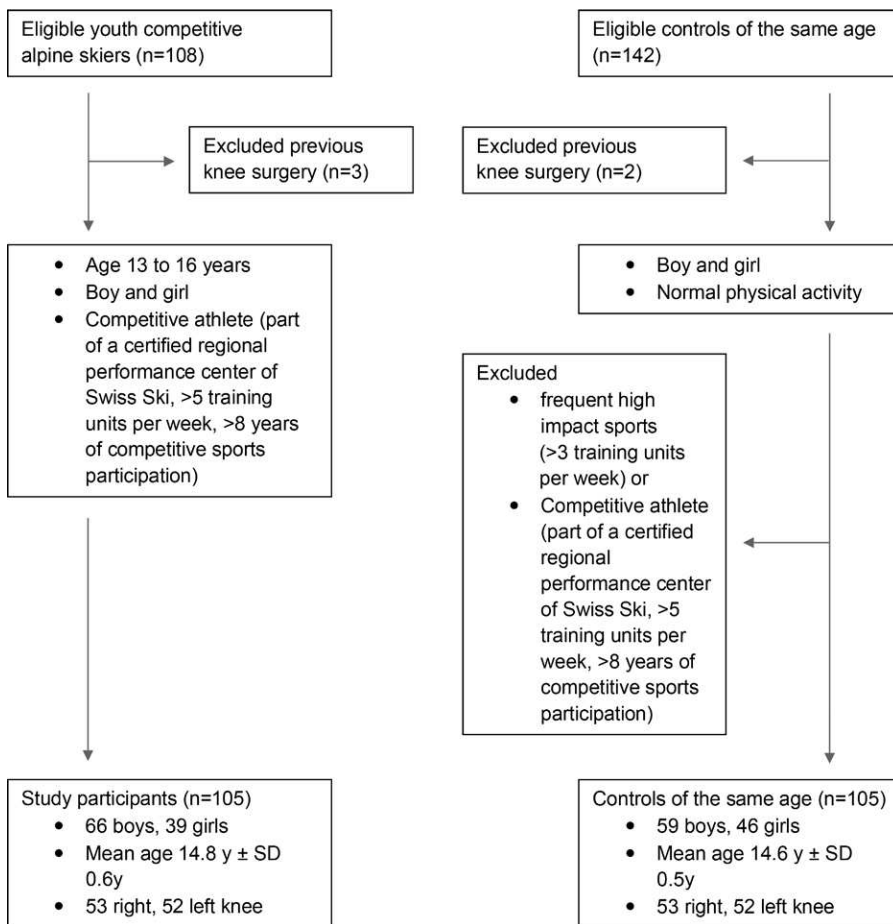 Eligible youth competitive
alpine skiers (n=108)
Eligible controls of the same age
(n=142)
Excluded previous
knee surgery (n=3)
Excluded previous
knee surgery (n=2)
• Age 13 to 16 years
• Boy and girl
• Competitive athlete (part
of a certified regional
performance center of
Swiss Ski, >5 training
units per week, >8 years
of competitive sports
participation)
• Boy and girl
• Normal physical activity
Excluded
• frequent high
impact sports
(>3 training units
per week) or
• Competitive athlete
(part of a certified
regional
performance center
of Swiss Ski, >5
training units per
week, >8 years of
competitive sports
participation)
Study participants (n=105)
• 66 boys, 39 girls
• Mean age 14.8 y ± SD
0.6y
• 53 right, 52 left knee
Controls of the same age (n=105)
• 59 boys, 46 girls
• Mean age 14.6 y ± SD
0.5y
• 53 right, 52 left knee